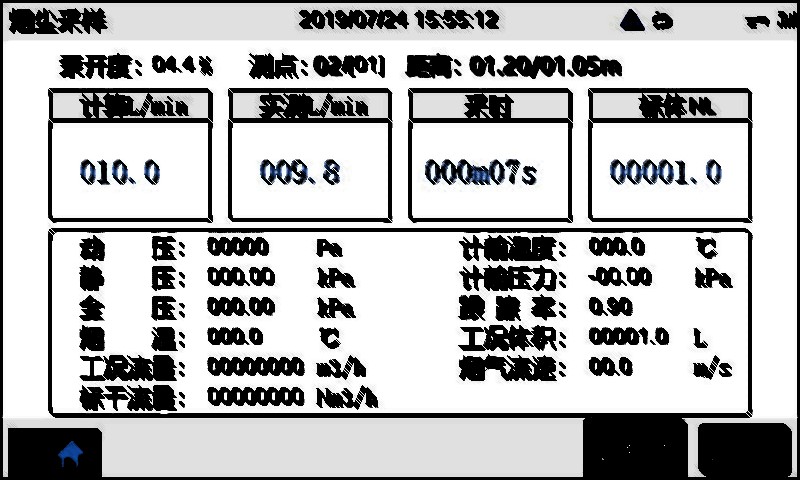 烟尘采样 2019/07/24 15:55:12
泵开度: 04.4% 测点: 02/[01] 距离: 01.20/01.05m
计算L/min 实测L/min 采时 标体NL
010.0 009.8 000m07s 00001.0
动 压: 00000 Pa 计前温度: 000.0 ℃
静 压: 000.00 kPa 计前压力: -00.00 kPa
全 压: 000.00 kPa 跟踪率: 0.90
烟 温: 000.0 ℃ 工况体积: 00001.0 L
工况流量: 00000000 m3/h 烟气流速: 00.0 m/s
标干流量: 00000000 Nm3/h